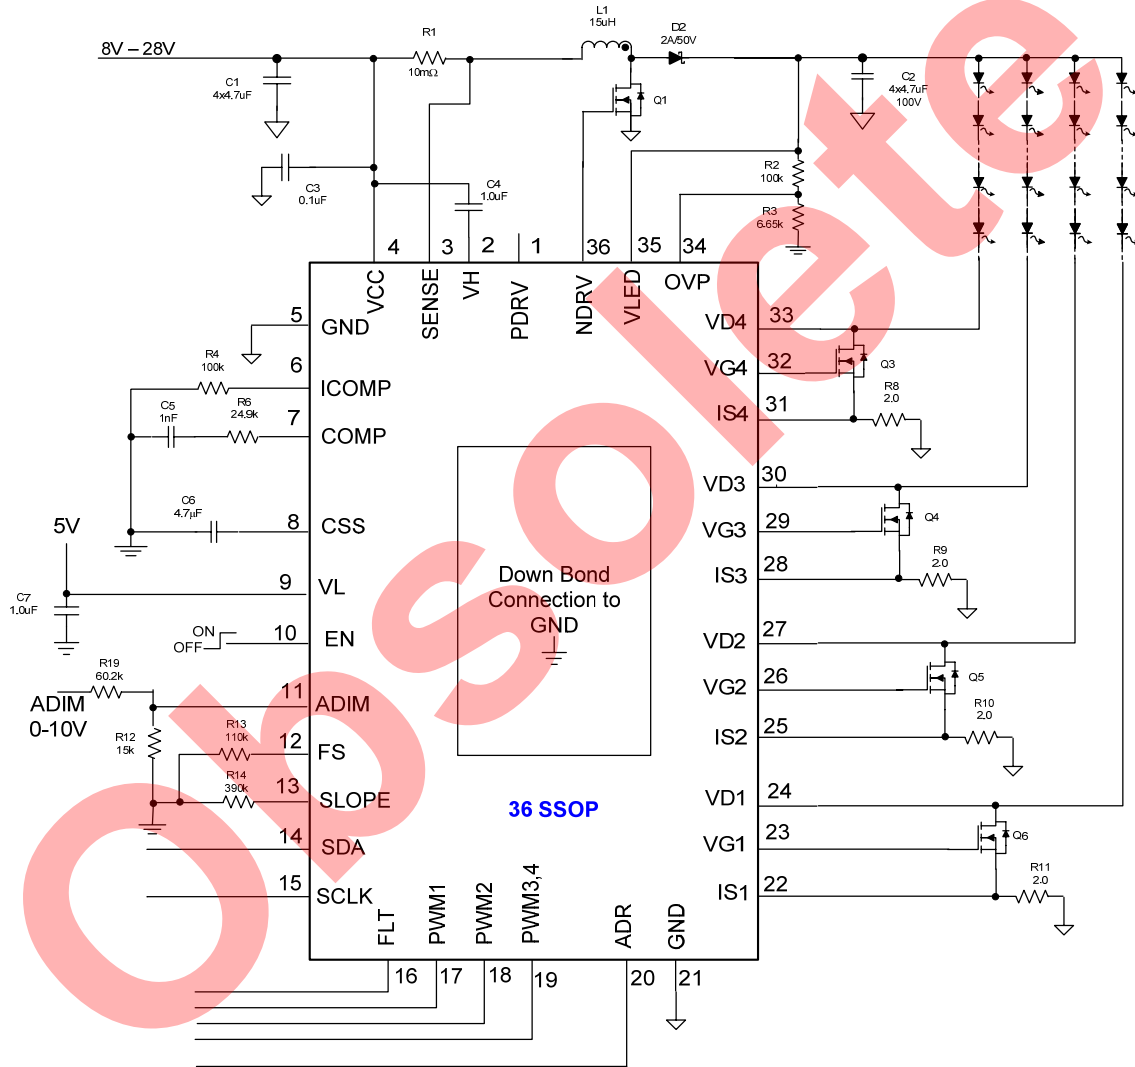 L1
15uH
D2
2A/50V
R1
10mΩ
8V – 28V
C1
4x4.7uF
Q1
C2
4x4.7uF
100V
C3
0.1uF
C4
1.0uF
R2
100k
R3
6.65k
4
3
2
1
36
35
34
VCC
SENSE
VH
PDRV
NDRV
VLED
OVP
5
GND
R4
100k
6
ICOMP
C5
1nF
R6
24.9k
7
COMP
C6
4.7µF
8
CSS
5V
C7
1.0uF
9
VL
ON
OFF
10
EN
R19
60.2k
ADIM
0-10V
11
ADIM
R12
15k
R13
110k
12
FS
R14
390k
13
SLOPE
14
SDA
15
SCLK
Down Bond
Connection to
GND
36 SSOP
VD4
33
VG4
32
Q3
IS4
31
R8
2.0
VD3
30
VG3
29
Q4
IS3
28
R9
2.0
VD2
27
VG2
26
Q5
IS2
25
R10
2.0
VD1
24
VG1
23
Q6
IS1
22
R11
2.0
FLT
PWM1
PWM2
PWM3,4
ADR
GND
16
17
18
19
20
21
Obsolete